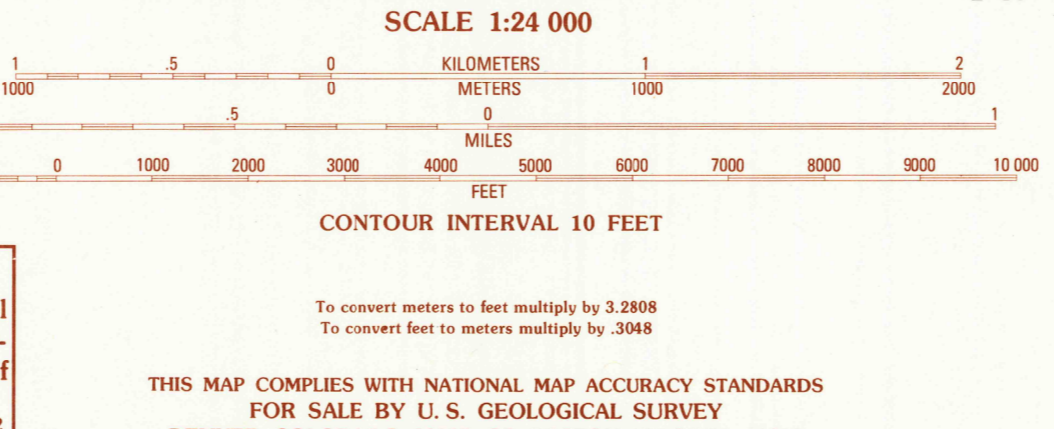 SCALE 1:24 000
1 .5 0 KILOMETERS 1 2
1000 0 METERS 1000 2000
.5 0 1
MILES
0 1000 2000 3000 4000 5000 6000 7000 8000 9000 10 000
FEET
CONTOUR INTERVAL 10 FEET
l
To convert meters to feet multiply by 3.2808
To convert feet to meters multiply by .3048
-
f
THIS MAP COMPLIES WITH NATIONAL MAP ACCURACY STANDARDS
FOR SALE BY U. S. GEOLOGICAL SURVEY